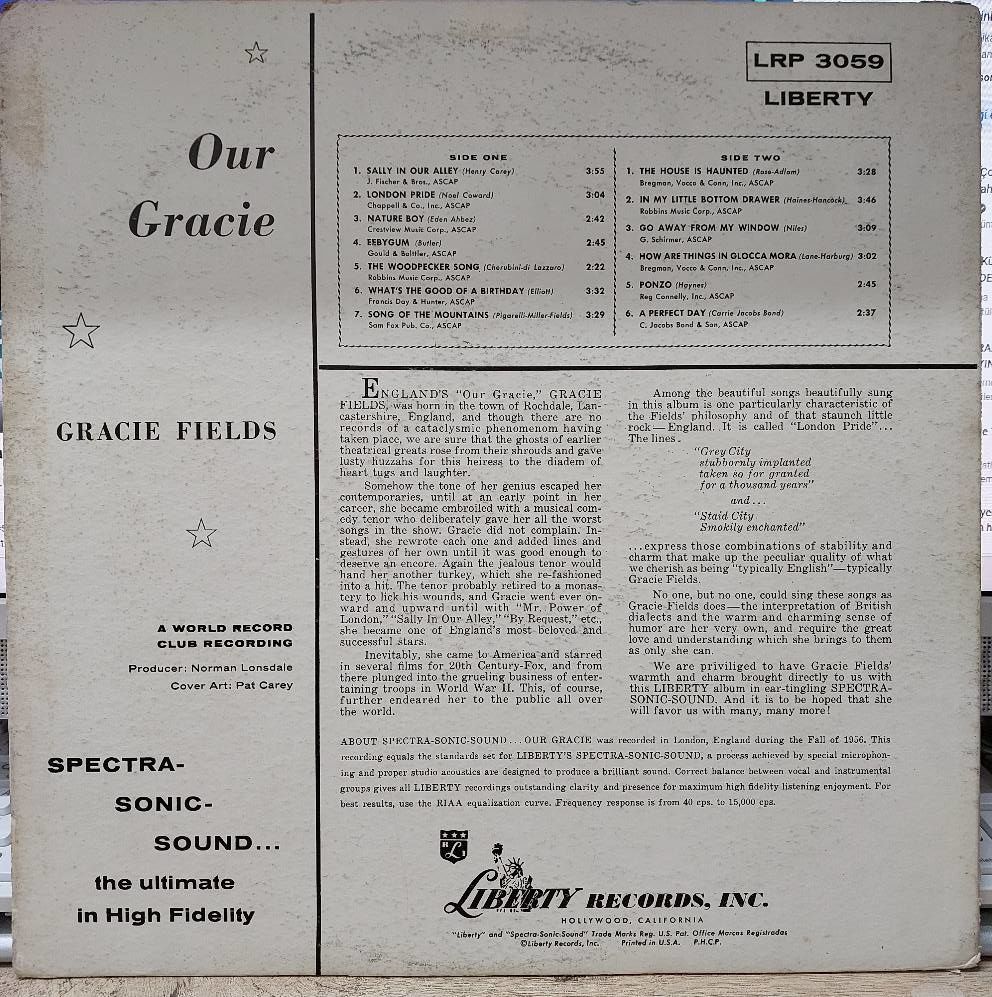 Our
Gracie
GRACIE FIELDS
A WORLD RECORD
CLUB RECORDING
Producer: Norman Lonsdale
Cover Art: Pat Carey
SPECTRA-
SONIC-
SOUND...
the ultimate
in High Fidelity
LRP 3059
LIBERTY
SIDE ONE
1. SALLY IN OUR ALLEY (Henry Carey) 3:55
J. Fischer & Bros., ASCAP
2. LONDON PRIDE (Noel Coward) 3:04
Chappell & Co., Inc., ASCAP
3. NATURE BOY (Eden Ahbez) 2:42
Crestview Music Corp., ASCAP
4. EEBYGUM (Butler) 2:45
Gould & Bolttler, ASCAP
5. THE WOODPECKER SONG (Cherubini-di Lazzaro) 2:22
Robbins Music Corp., ASCAP
6. WHAT'S THE GOOD OF A BIRTHDAY (Elliott) 3:32
Francis Day & Hunter, ASCAP
7. SONG OF THE MOUNTAINS (Pigarelli-Miller-Fields) 3:29
Sam Fox Pub. Co., ASCAP
SIDE TWO
1. THE HOUSE IS HAUNTED (Rose-Adlam) 3:28
Bregman, Vocco & Conn, Inc., ASCAP
2. IN MY LITTLE BOTTOM DRAWER (Haines-Hancock) 3:46
Robbins Music Corp., ASCAP
3. GO AWAY FROM MY WINDOW (Niles) 3:09
G. Schirmer, ASCAP
4. HOW ARE THINGS IN GLOCCA MORA (Lane-Harburg) 3:02
Bregman, Vocco & Conn, Inc., ASCAP
5. PONZO (Haynes) 2:45
Reg Connelly, Inc., ASCAP
6. A PERFECT DAY (Carrie Jacobs Bond) 2:37
C. Jacobs Bond & Son, ASCAP
ENGLAND'S "Our Gracie," GRACIE
FIELDS, was born in the town of Rochdale, Lan-
castershire, England, and though there are no
records of a cataclysmic phenomenom having
taken place, we are sure that the ghosts of earlier
theatrical greats rose from their shrouds and gave
lusty huzzahs for this heiress to the diadem of
heart tugs and laughter.
Somehow the tone of her genius escaped her
contemporaries, until at an early point in her
career, she became embroiled with a musical com-
edy tenor who deliberately gave her all the worst
songs in the show. Gracie did not complain. In-
stead, she rewrote each one and added lines and
gestures of her own until it was good enough to
deserve an encore. Again the jealous tenor would
hand her another turkey, which she re-fashioned
into a hit. The tenor probably retired to a monas-
tery to lick his wounds, and Gracie went ever on-
ward and upward until with "Mr. Power of
London," "Sally In Our Alley," "By Request," etc.,
she became one of England's most beloved and
successful stars.
Inevitably, she came to America and starred
in several films for 20th Century-Fox, and from
there plunged into the grueling business of enter-
taining troops in World War II. This, of course,
further endeared her to the public all over
the world.
Among the beautiful songs beautifully sung
in this album is one particularly characteristic of
the Fields' philosophy and of that staunch little
rock—England. It is called "London Pride"...
The lines.
"Grey City
stubbornly implanted
taken so for granted
for a thousand years"
and...
"Staid City
Smokily enchanted"
...express those combinations of stability and
charm that make up the peculiar quality of what
we cherish as being "typically English"—typically
Gracie Fields.
No one, but no one, could sing these songs as
Gracie Fields does—the interpretation of British
dialects and the warm and charming sense of
humor are her very own, and require the great
love and understanding which she brings to them
as only she can.
We are priviliged to have Gracie Fields'
warmth and charm brought directly to us with
this LIBERTY album in ear-tingling SPECTRA-
SONIC-SOUND. And it is to be hoped that she
will favor us with many, many more!
ABOUT SPECTRA-SONIC-SOUND...OUR GRACIE was recorded in London, England during the Fall of 1956. This
recording equals the standards set for LIBERTY'S SPECTRA-SONIC-SOUND, a process achieved by special microphon-
ing and proper studio acoustics are designed to produce a brilliant sound. Correct balance between vocal and instrumental
groups gives all LIBERTY recordings outstanding clarity and presence for maximum high fidelity listening enjoyment. For
best results, use the RIAA equalization curve. Frequency response is from 40 cps. to 15,000 cps.
LIBERTY RECORDS, INC.
HOLLYWOOD, CALIFORNIA
"Liberty" and "Spectra-Sonic-Sound" Trade Marks Reg. U.S. Pat. Office Marcas Registradas
©Liberty Records, Inc. Printed in U.S.A. P.H.C.P.